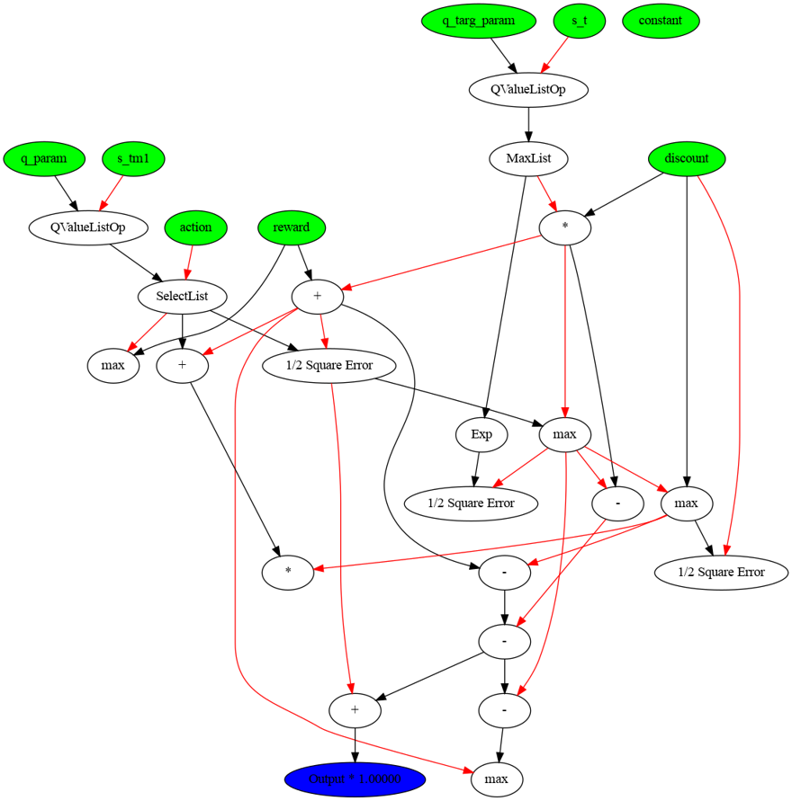 q_targ_param
s_t
constant
QValueListOp
q_param
s_tm1
MaxList
discount
QValueListOp
action
reward
*
SelectList
+
max
+
1/2 Square Error
Exp
max
1/2 Square Error
-
max
*
-
1/2 Square Error
-
+
-
Output * 1.00000
max